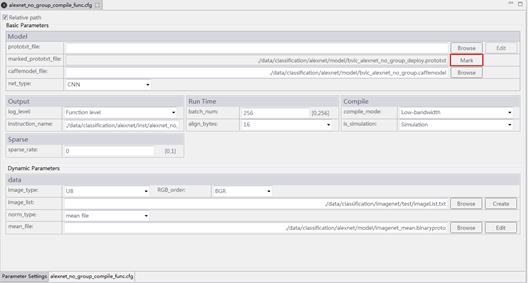 alexnet_no_group_compile_func.cfg
Relative path
Basic Parameters
Model
prototxt_file: Browse Edit
marked_prototxt_file: ./data/classification/alexnet/model/bvlc_alexnet_no_group_deploy.prototxt Mark
caffemodel_file: ./data/classification/alexnet/model/bvlc_alexnet_no_group.caffemodel Browse
net_type: CNN
Output Run Time Compile
log_level: Function level batch_num: 256 [0,256] compile_mode: Low-bandwidth
instruction_name: ./data/classification/alexnet/inst/alexnet_no_ align_bytes: 16 is_simulation: Simulation
Sparse
sparse_rate: 0 [0,1]
Dynamic Parameters
data
image_type: U8 RGB_order: BGR
image_list: ./data/classification/imagenet/test/imageList.txt Browse Create
norm_type: mean file
mean_file: ./data/classification/alexnet/model/imagenet_mean.binaryproto Browse Edit
Parameter Settings alexnet_no_group_compile_func.cfg